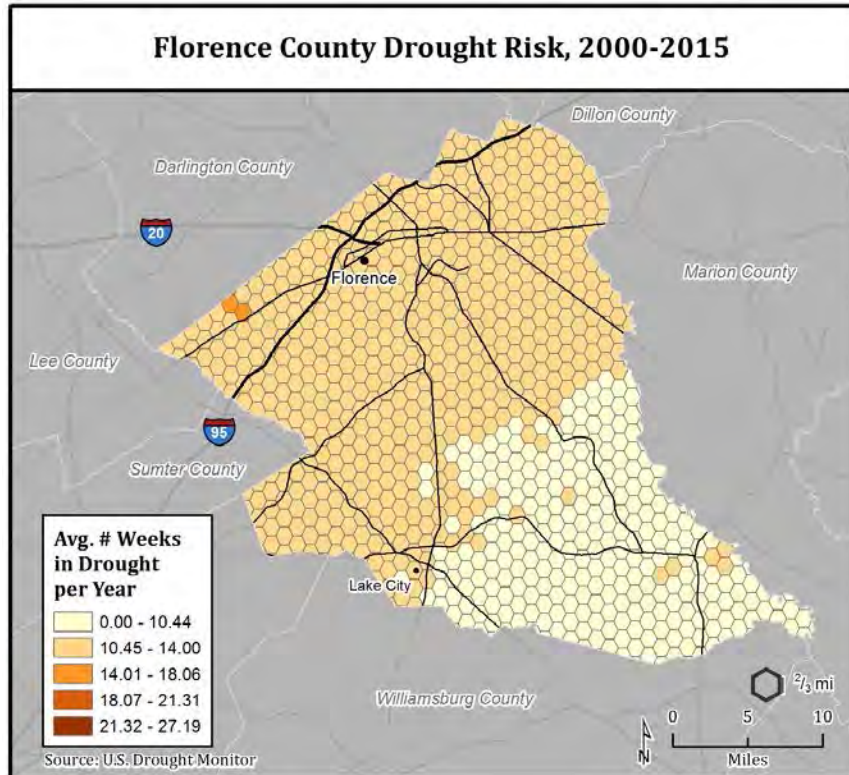 Florence County Drought Risk, 2000-2015
Dillon County
Darlington County
20
Florence
Marion County
Lee County
95
Sumter County
Avg. # Weeks
in Drought
per Year
0.00 - 10.44
10.45 - 14.00
14.01 - 18.06
18.07 - 21.31
21.32 - 27.19
Lake City
Williamsburg County
2/3 mi
0 5 10
Miles
N
Source: U.S. Drought Monitor